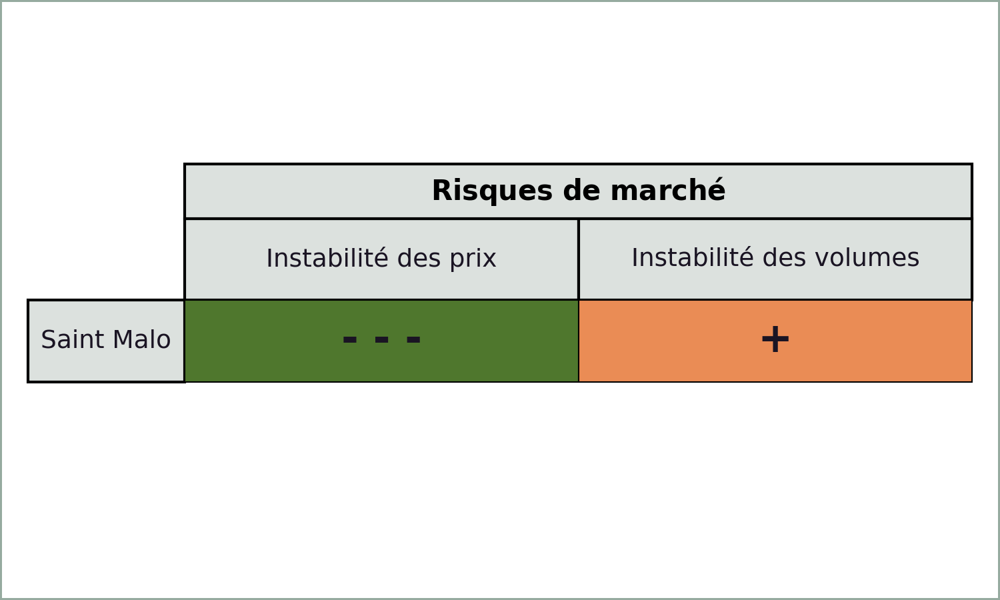 Risques de marché
Instabilité des prix
Instabilité des volumes
Saint Malo
- - -
+